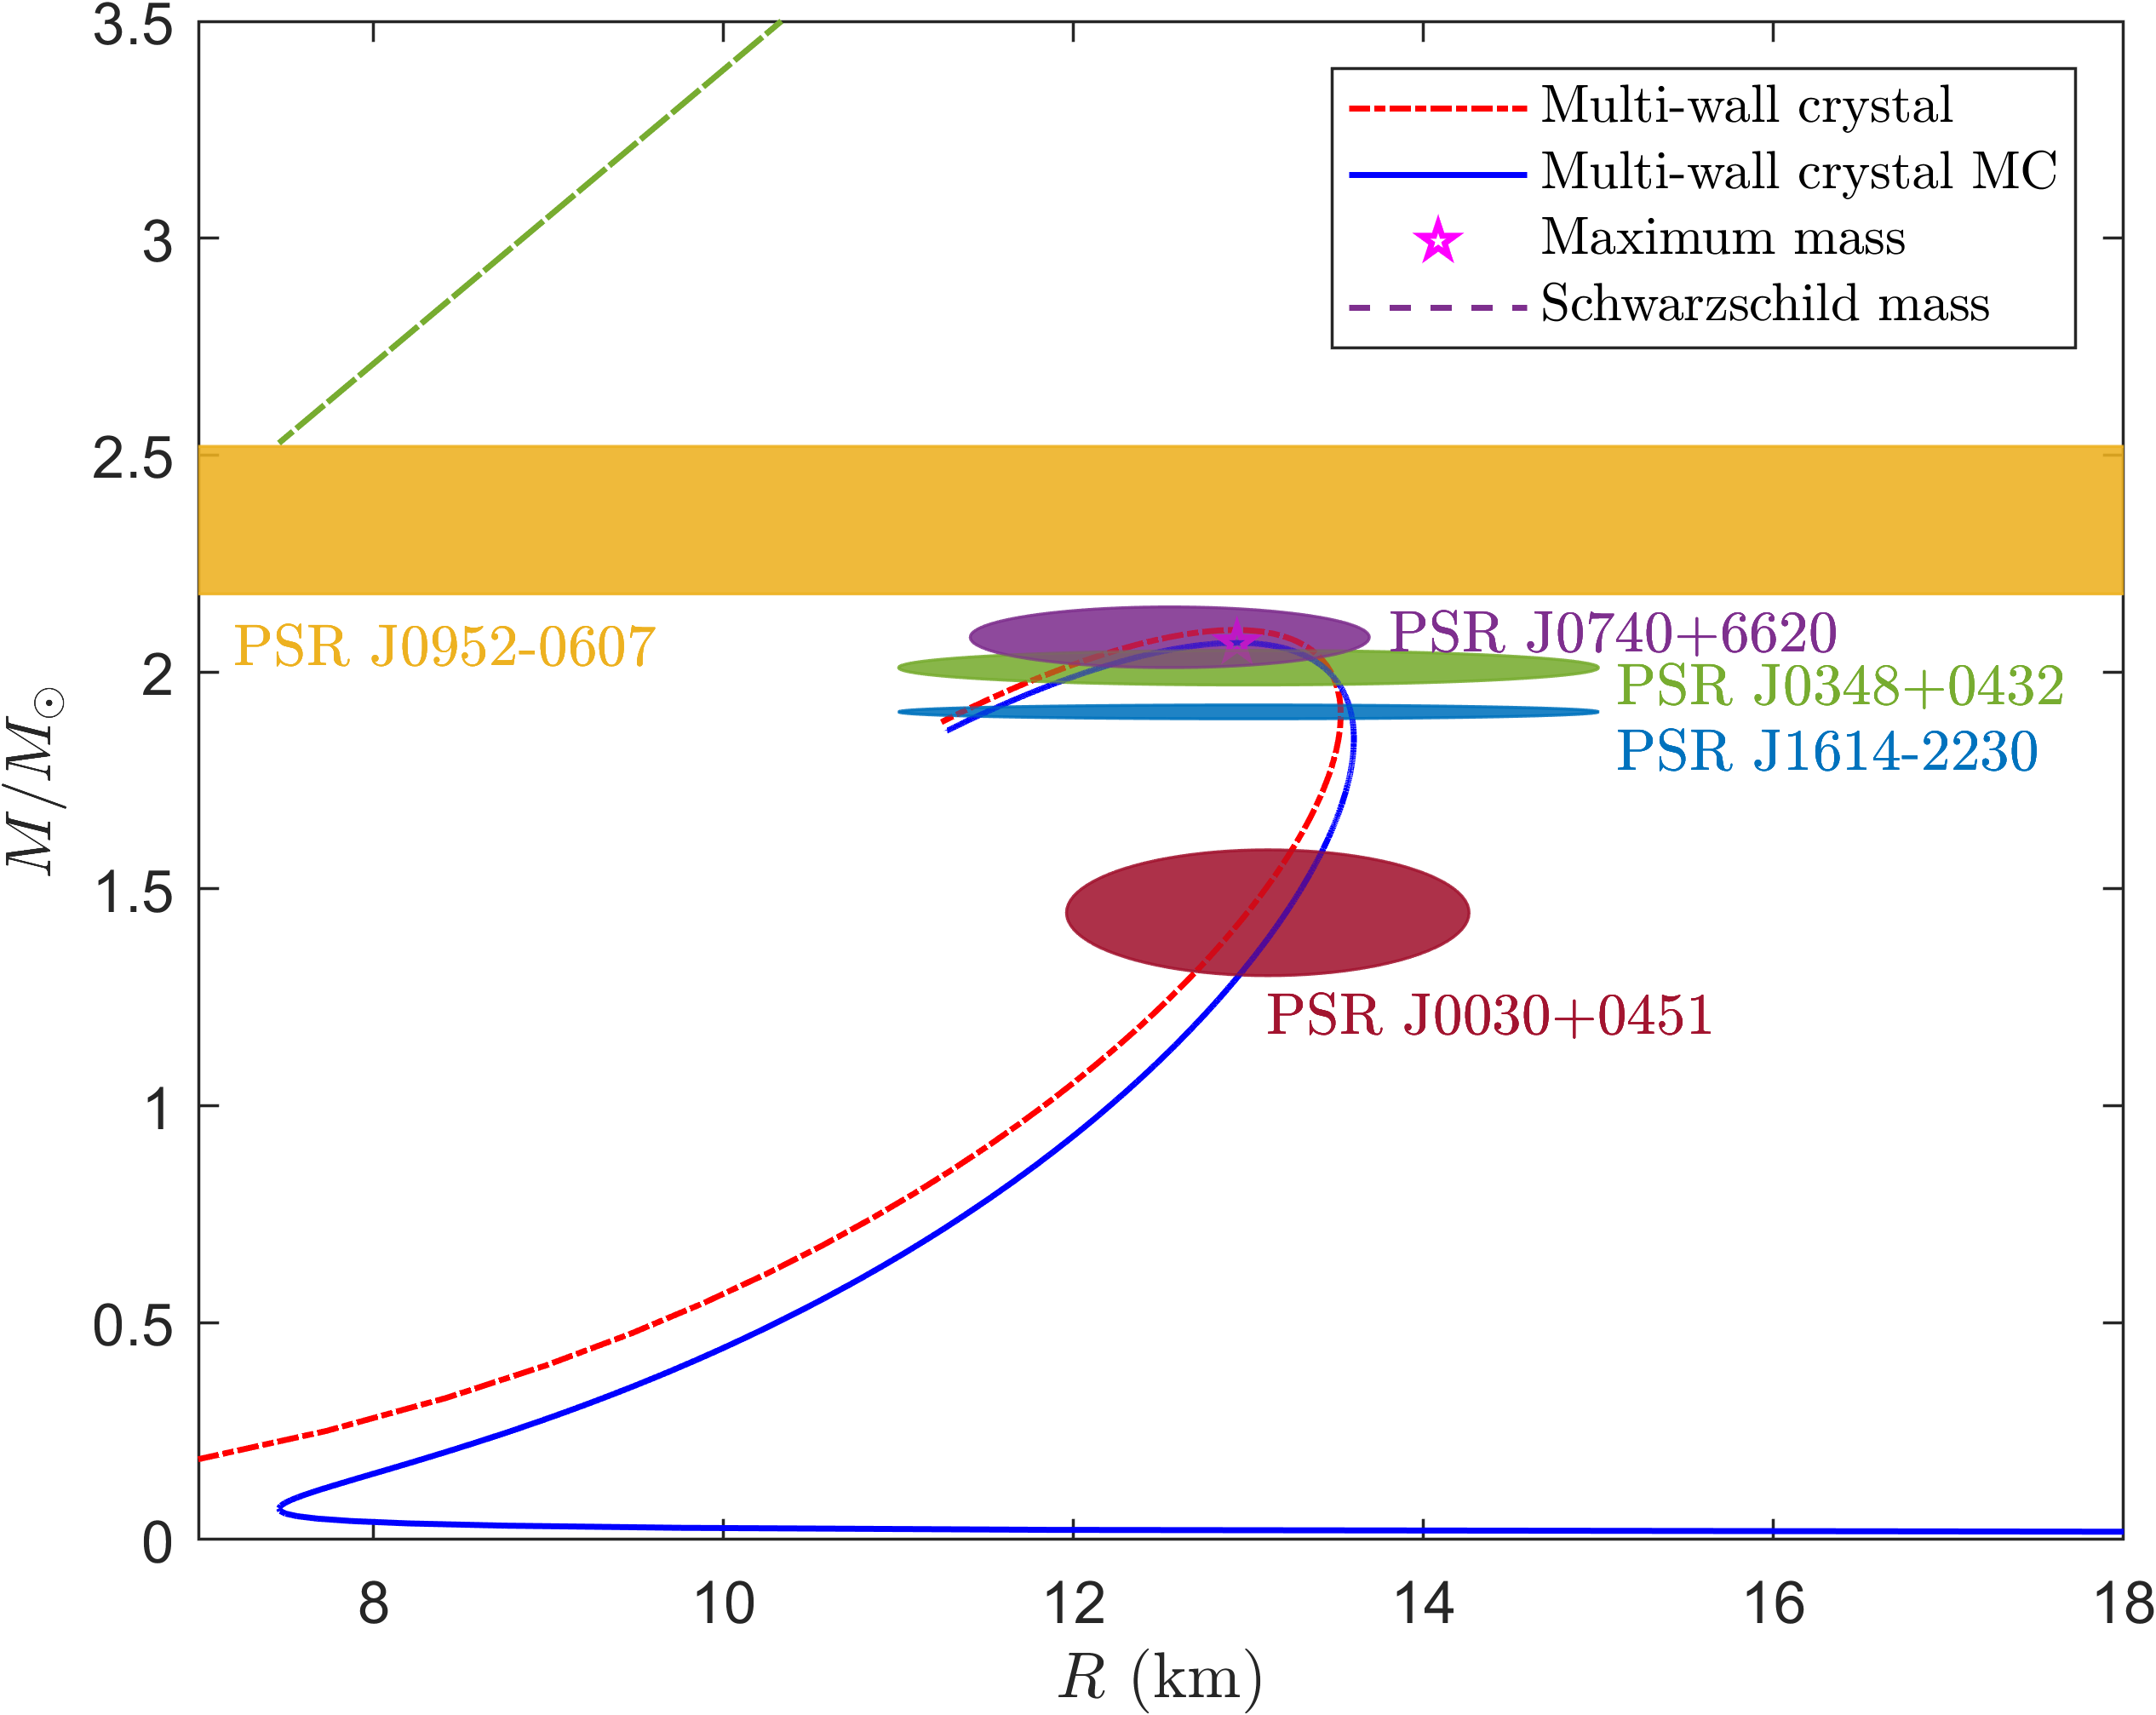 3.5
3
2.5
2
1.5
1
0.5
0
M/M⊙
Multi-wall crystal
Multi-wall crystal MC
Maximum mass
Schwarzschild mass
PSR J0952-0607
PSR J0740+6620
PSR J0348+0432
PSR J1614-2230
PSR J0030+0451
8 10 12 14 16 18
R (km)